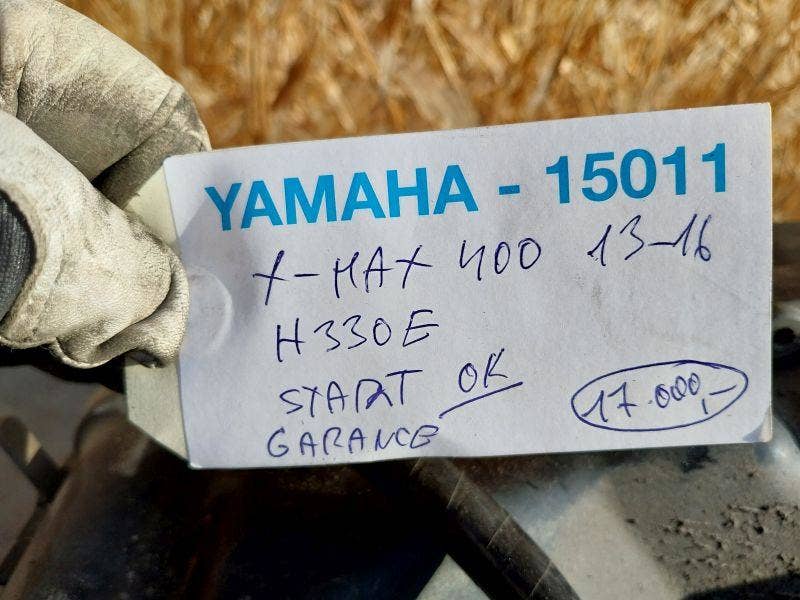 YAMAHA - 15011
X-MAX 400 13-16
H330E
START OK
17.000,-
GARANCE